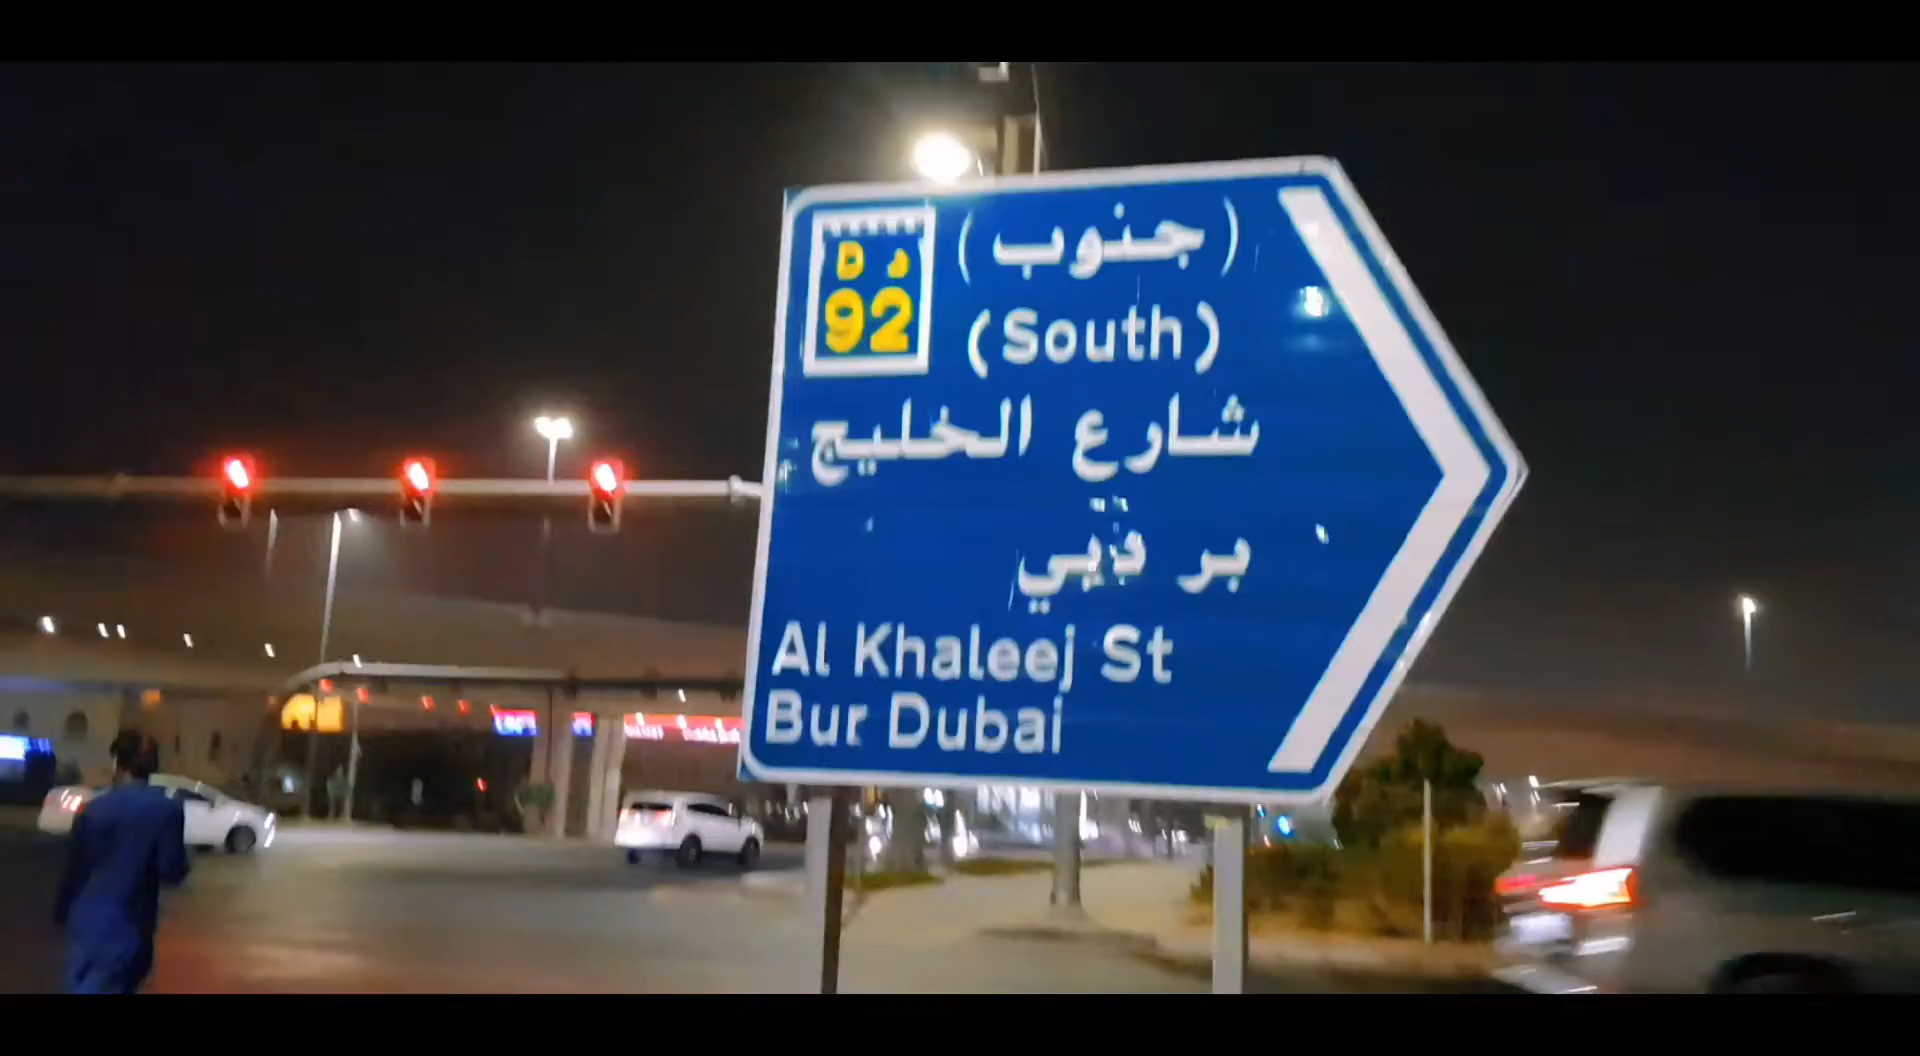 D د
92
(جنوب)
(South)
شارع الخليج
بر دبي
Al Khaleej St
Bur Dubai